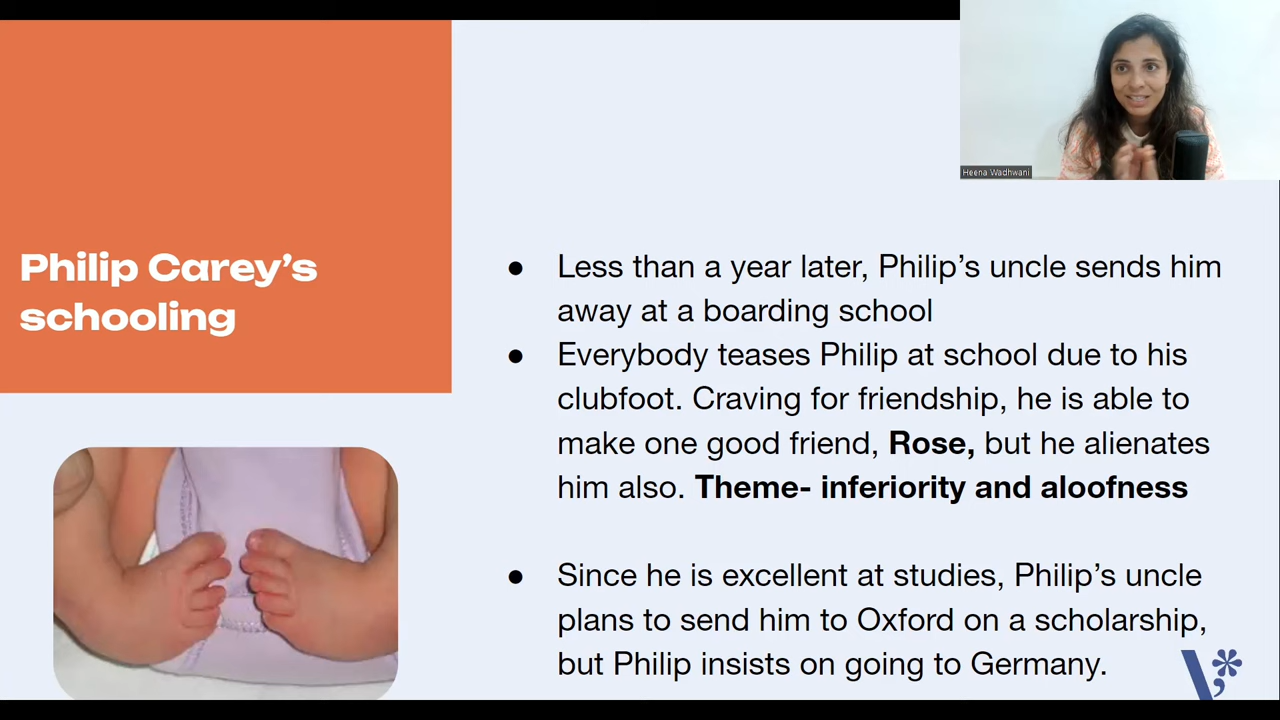 Heena Wadhwani
Philip Carey’s
schooling
● Less than a year later, Philip’s uncle sends him
away at a boarding school
● Everybody teases Philip at school due to his
clubfoot. Craving for friendship, he is able to
make one good friend, Rose, but he alienates
him also. Theme- inferiority and aloofness
● Since he is excellent at studies, Philip’s uncle
plans to send him to Oxford on a scholarship,
but Philip insists on going to Germany.